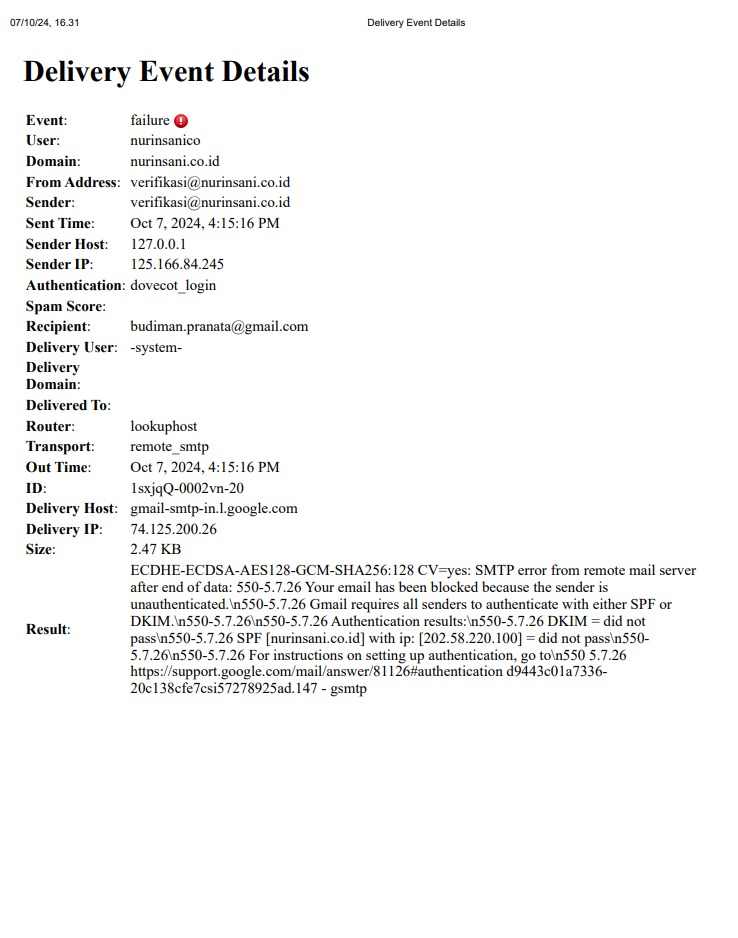 07/10/24, 16.31
Delivery Event Details
Delivery Event Details
Event: failure
User: nurinsanico
Domain: nurinsani.co.id
From Address: verifikasi@nurinsani.co.id
Sender: verifikasi@nurinsani.co.id
Sent Time: Oct 7, 2024, 4:15:16 PM
Sender Host: 127.0.0.1
Sender IP: 125.166.84.245
Authentication: dovecot_login
Spam Score:
Recipient: budiman.pranata@gmail.com
Delivery User: -system-
Delivery
Domain:
Delivered To:
Router: lookuphost
Transport: remote_smtp
Out Time: Oct 7, 2024, 4:15:16 PM
ID: 1sxjqQ-0002vn-20
Delivery Host: gmail-smtp-in.l.google.com
Delivery IP: 74.125.200.26
Size: 2.47 KB
Result:
ECDHE-ECDSA-AES128-GCM-SHA256:128 CV=yes: SMTP error from remote mail server
after end of data: 550-5.7.26 Your email has been blocked because the sender is
unauthenticated.\n550-5.7.26 Gmail requires all senders to authenticate with either SPF or
DKIM.\n550-5.7.26\n550-5.7.26 Authentication results:\n550-5.7.26 DKIM = did not
pass\n550-5.7.26 SPF [nurinsani.co.id] with ip: [202.58.220.100] = did not pass\n550-
5.7.26\n550-5.7.26 For instructions on setting up authentication, go to\n550 5.7.26
https://support.google.com/mail/answer/81126#authentication d9443c01a7336-
20c138cfe7csi57278925ad.147 - gsmtp